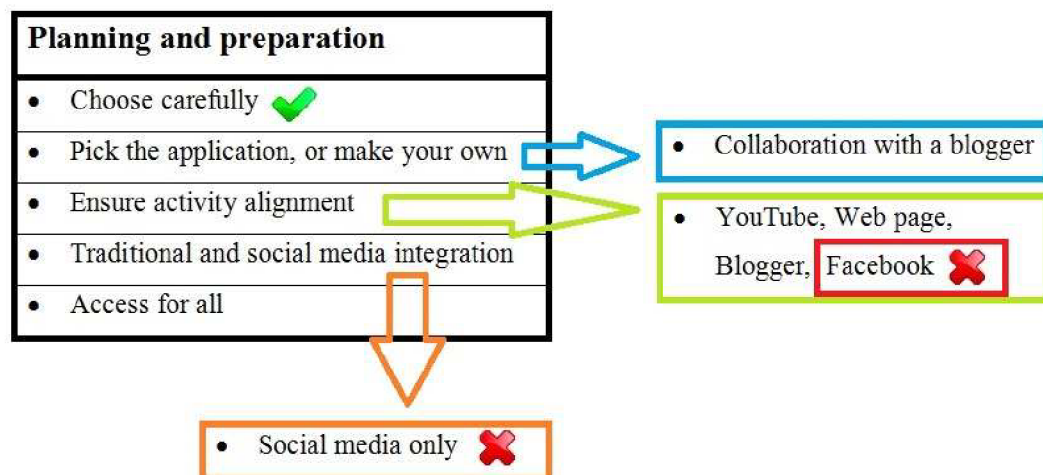 Planning and preparation
• Choose carefully
• Pick the application, or make your own
• Ensure activity alignment
• Traditional and social media integration
• Access for all
• Collaboration with a blogger
• YouTube, Web page,
Blogger, Facebook
• Social media only